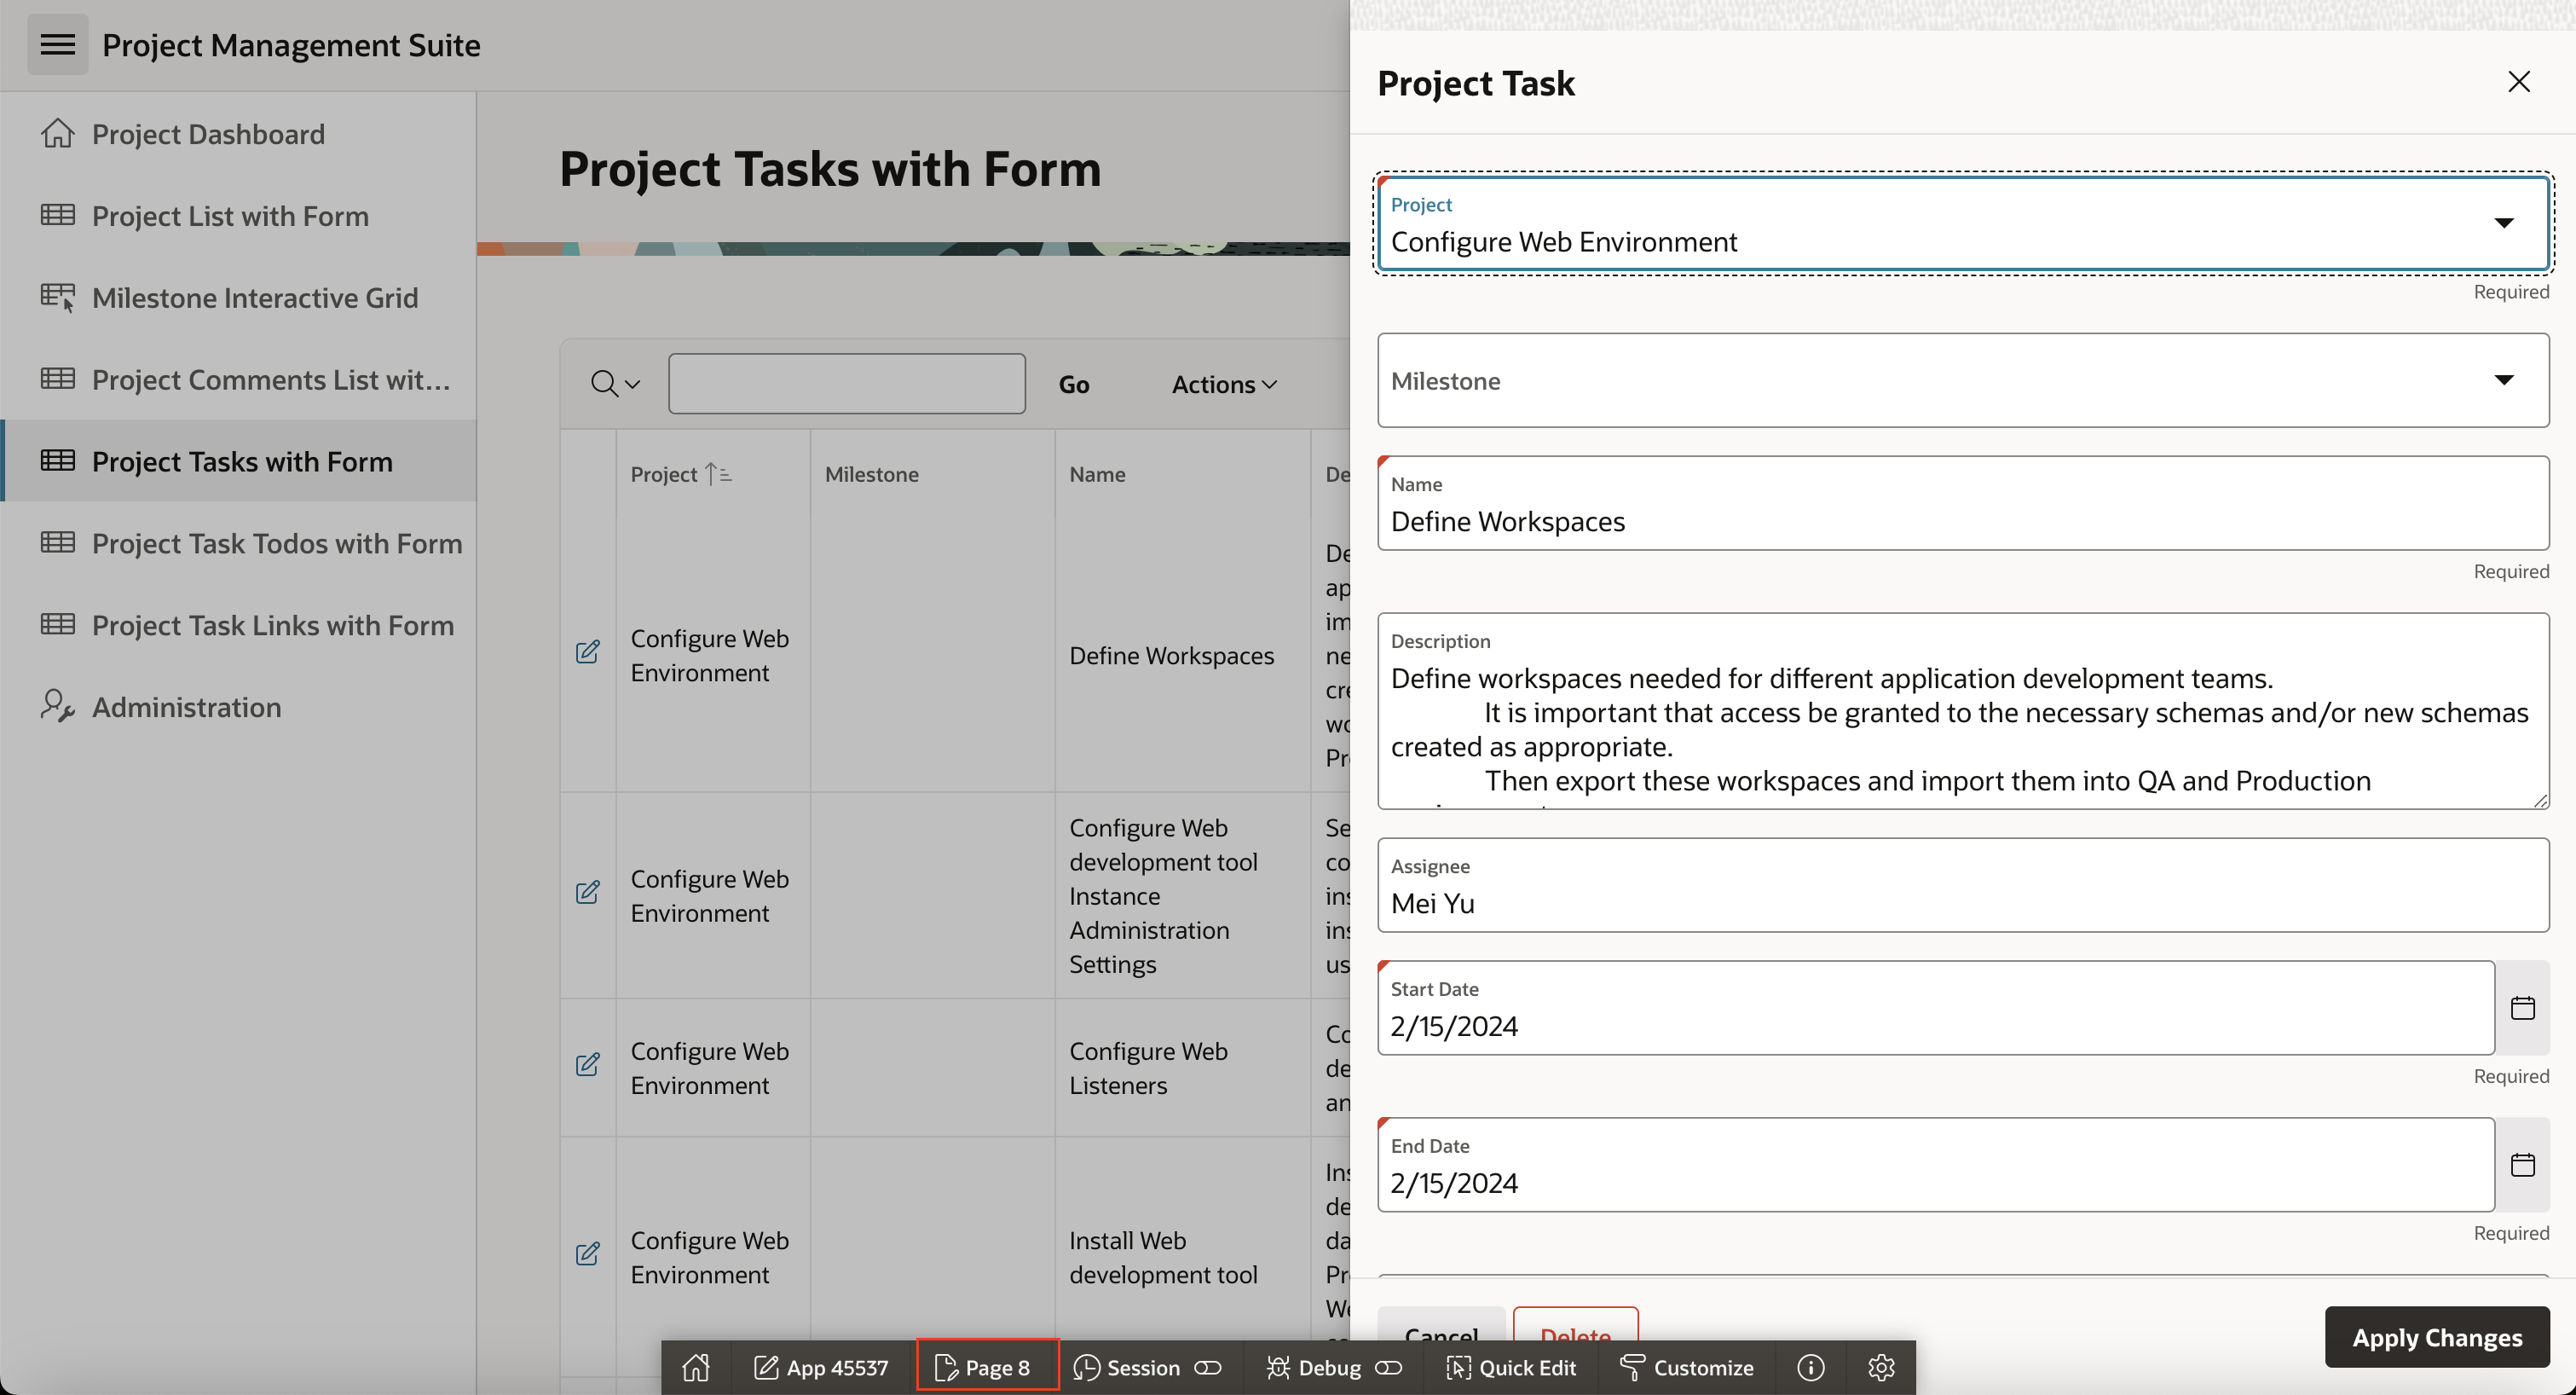 Project Management Suite
Project Dashboard
Project List with Form
Milestone Interactive Grid
Project Comments List wit...
Project Tasks with Form
Project Task Todos with Form
Project Task Links with Form
Administration
Project Tasks with Form
Go
Actions
Project
Milestone
Name
De
Configure Web
Environment
Define Workspaces
De
ap
im
ne
cre
wo
Pr
Configure Web
Environment
Configure Web
development tool
Instance
Administration
Settings
Se
co
ins
ins
us
Configure Web
Environment
Configure Web
Listeners
Co
de
an
Configure Web
Environment
Install Web
development tool
Ins
de
da
Pr
We
Project Task
Project
Configure Web Environment
Required
Milestone
Name
Define Workspaces
Required
Description
Define workspaces needed for different application development teams.
It is important that access be granted to the necessary schemas and/or new schemas
created as appropriate.
Then export these workspaces and import them into QA and Production
Assignee
Mei Yu
Start Date
2/15/2024
Required
End Date
2/15/2024
Required
Cancel
Delete
Apply Changes
App 45537
Page 8
Session
Debug
Quick Edit
Customize